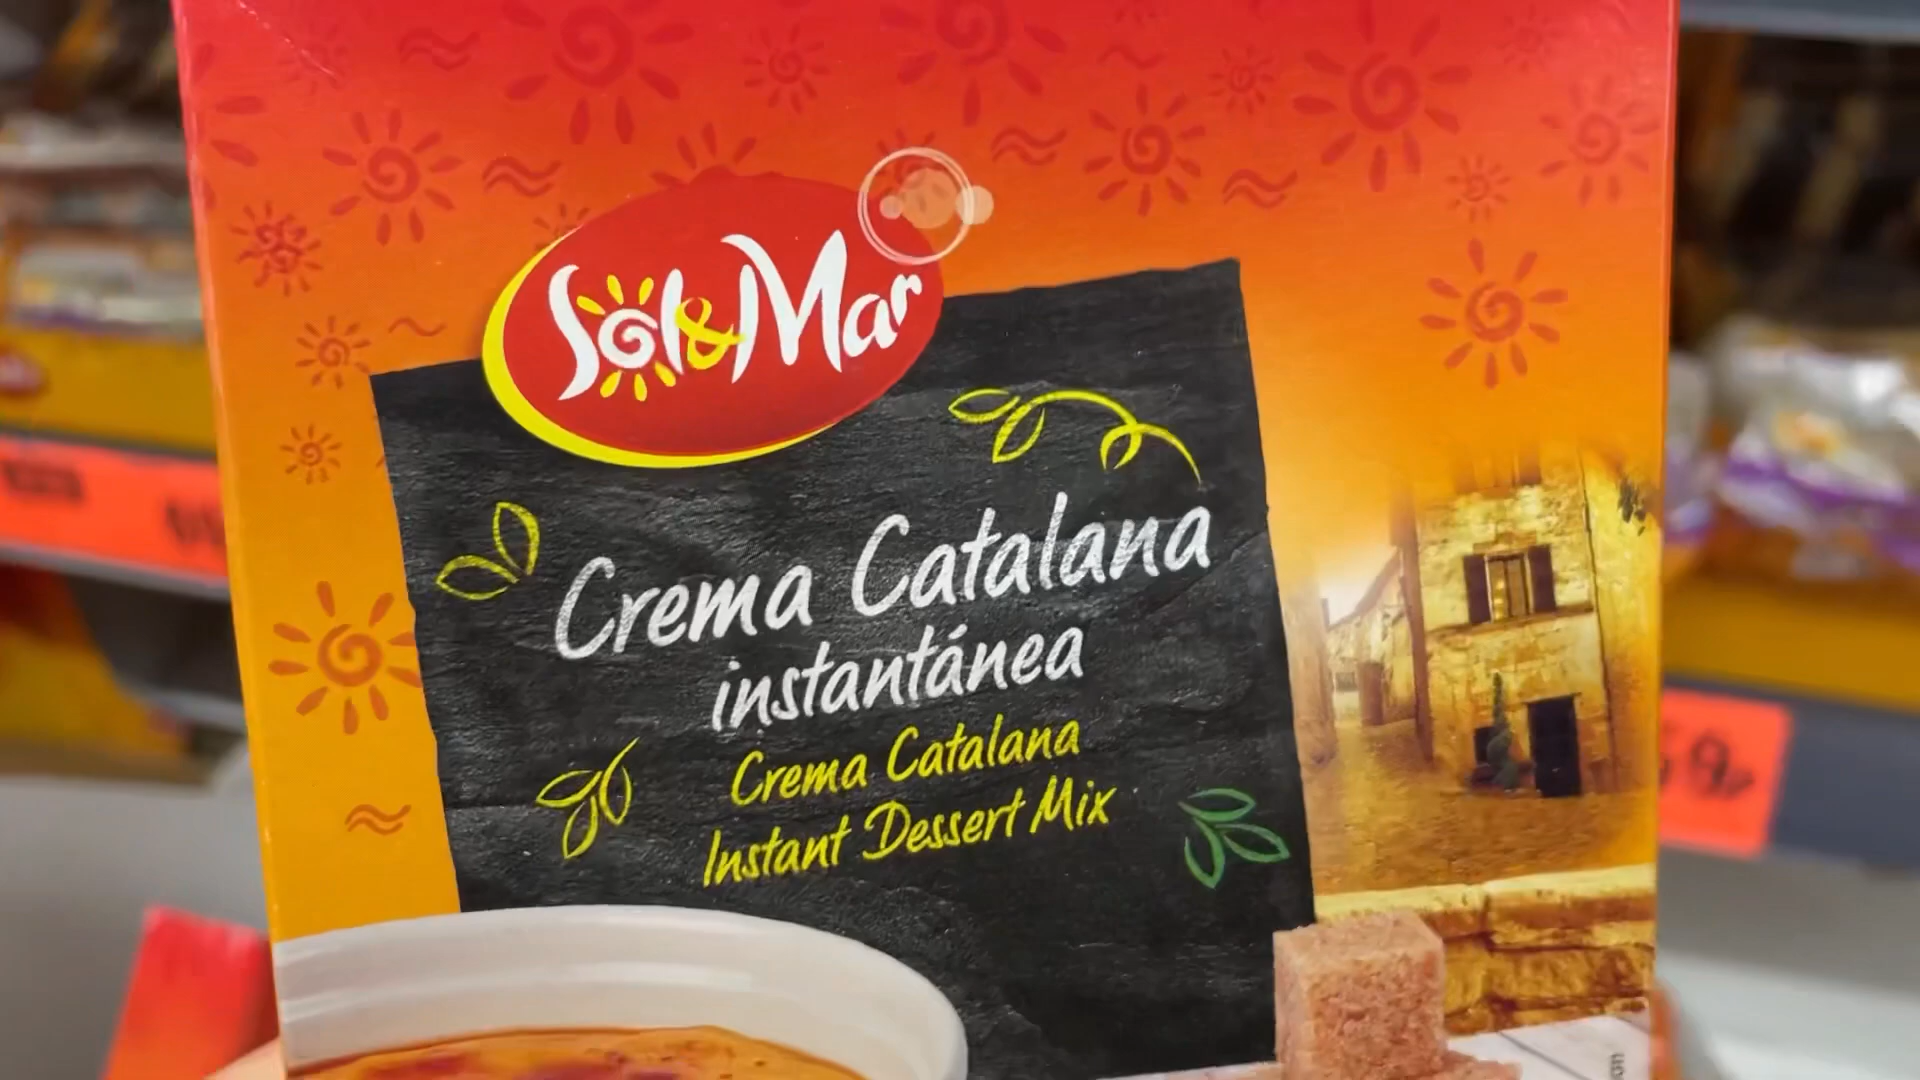 Sol&Mar
Crema Catalana
instantánea
Crema Catalana
Instant Dessert Mix